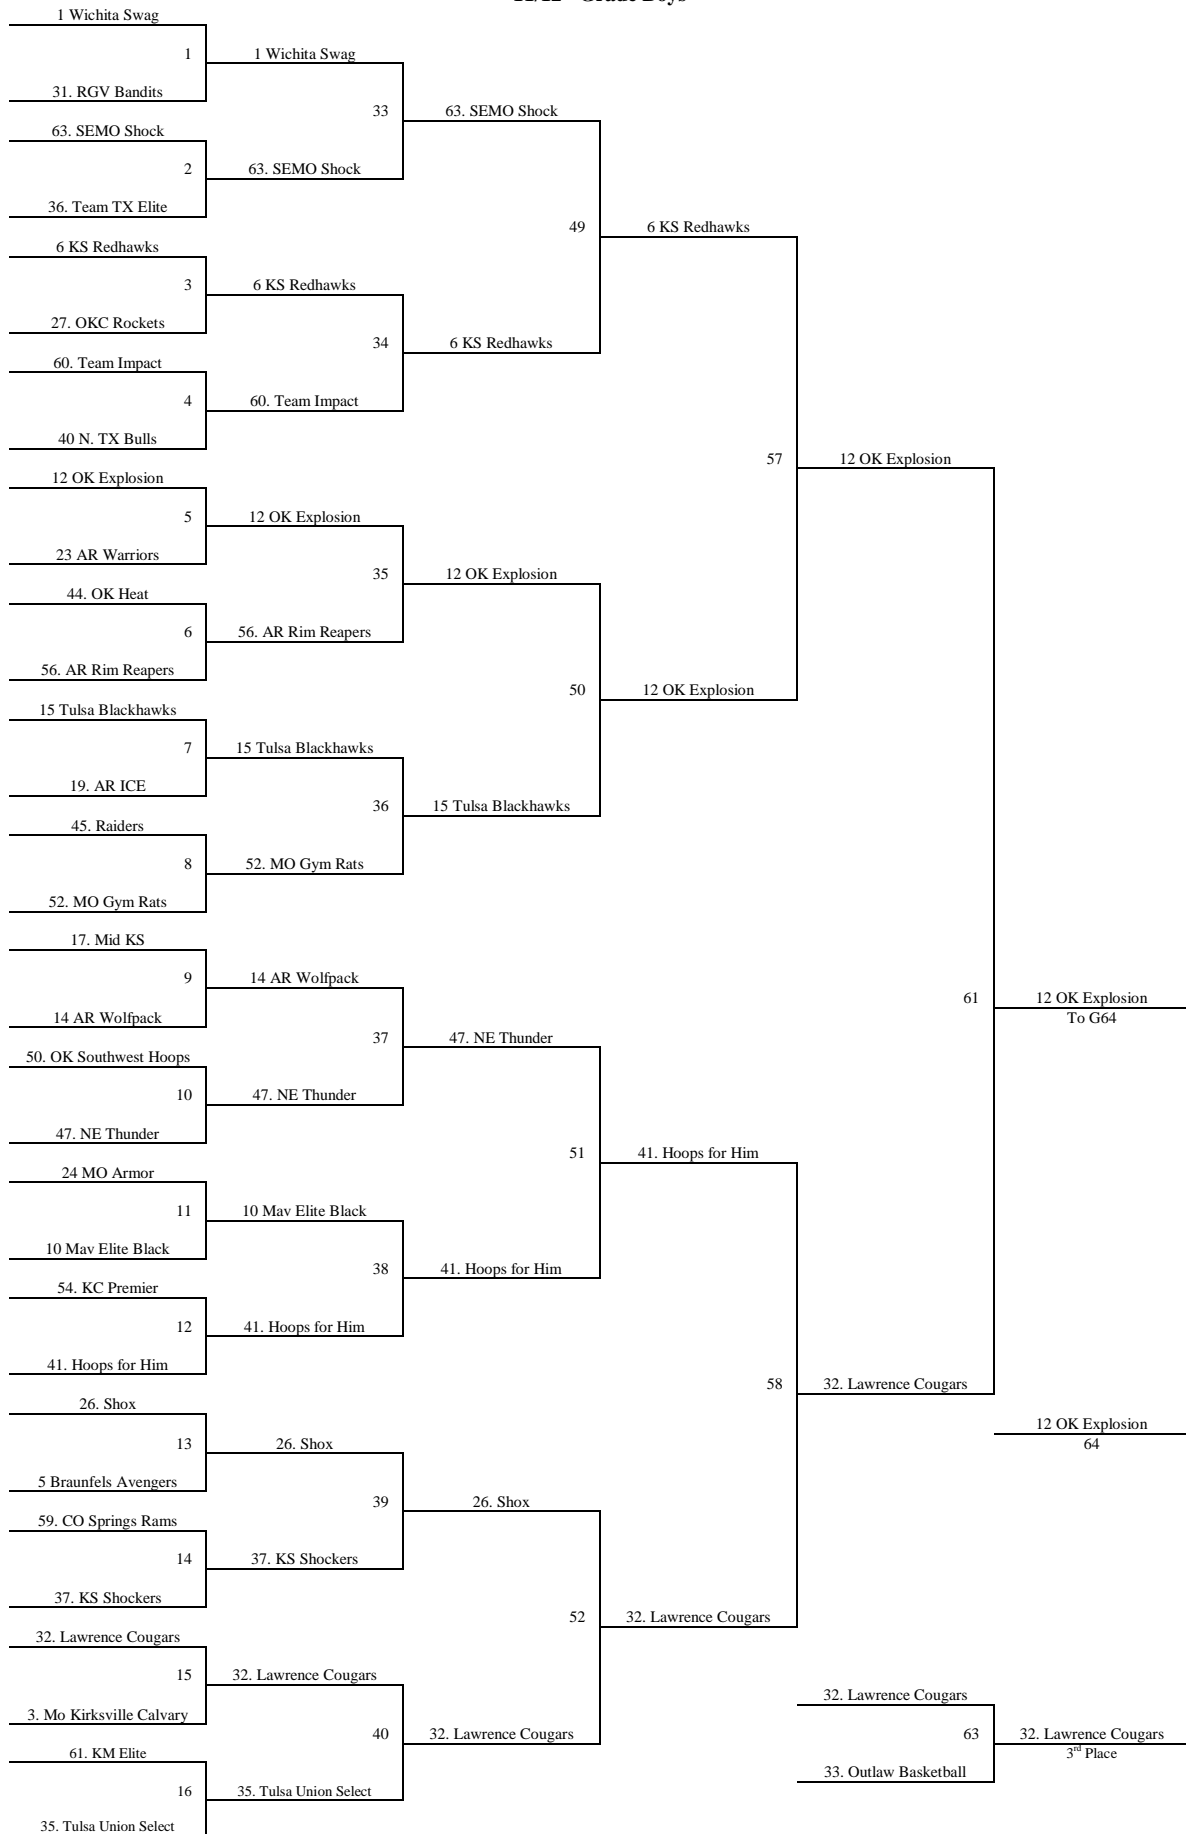 11/12 Grade Boys
1 Wichita Swag
1
1 Wichita Swag
31. RGV Bandits
33
63. SEMO Shock
63. SEMO Shock
2
63. SEMO Shock
36. Team TX Elite
49
6 KS Redhawks
6 KS Redhawks
3
6 KS Redhawks
27. OKC Rockets
34
6 KS Redhawks
60. Team Impact
4
60. Team Impact
40 N. TX Bulls
57
12 OK Explosion
12 OK Explosion
5
12 OK Explosion
23 AR Warriors
35
12 OK Explosion
44. OK Heat
6
56. AR Rim Reapers
56. AR Rim Reapers
50
12 OK Explosion
15 Tulsa Blackhawks
7
15 Tulsa Blackhawks
19. AR ICE
36
15 Tulsa Blackhawks
45. Raiders
8
52. MO Gym Rats
52. MO Gym Rats
17. Mid KS
9
14 AR Wolfpack
61
12 OK Explosion
To G64
14 AR Wolfpack
37
47. NE Thunder
50. OK Southwest Hoops
10
47. NE Thunder
47. NE Thunder
51
41. Hoops for Him
24 MO Armor
11
10 Mav Elite Black
10 Mav Elite Black
38
41. Hoops for Him
54. KC Premier
12
41. Hoops for Him
41. Hoops for Him
58
32. Lawrence Cougars
26. Shox
12 OK Explosion
64
13
26. Shox
5 Braunfels Avengers
39
26. Shox
59. CO Springs Rams
14
37. KS Shockers
37. KS Shockers
52
32. Lawrence Cougars
32. Lawrence Cougars
15
32. Lawrence Cougars
32. Lawrence Cougars
3. Mo Kirksville Calvary
40
32. Lawrence Cougars
63
32. Lawrence Cougars
3rd Place
61. KM Elite
33. Outlaw Basketball
16
35. Tulsa Union Select
35. Tulsa Union Select